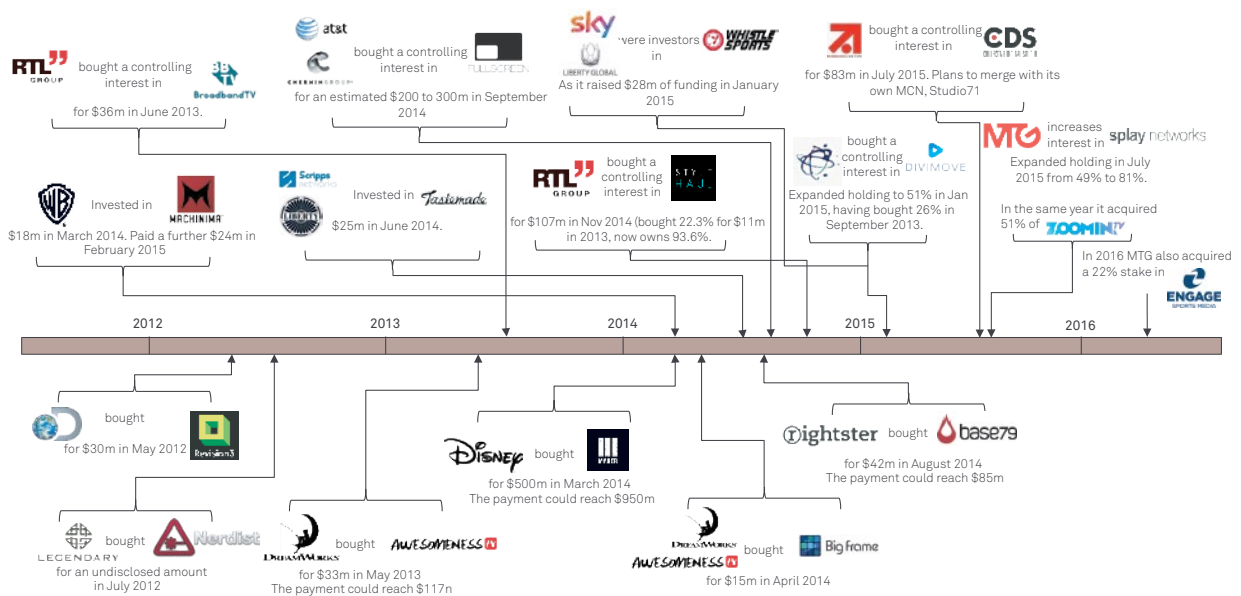 RTL
GROUP
bought a controlling
interest in
BB
TV
BroadbandTV
for $36m in June 2013.
at&t
CHERNINGROUP
bought a controlling
interest in
FULLSCREEN
for an estimated $200 to 300m in September
2014
sky
LIBERTY GLOBAL
were investors
in
WHISTLE
SPORTS
As it raised $28m of funding in January
2015
bought a controlling
interest in
CDS
for $83m in July 2015. Plans to merge with its
own MCN, Studio71
WB
Invested in
MACHINIMA
$18m in March 2014. Paid a further $24m in
February 2015
Scripps
networks
LIBERTY
Invested in
Tastemade
$25m in June 2014.
RTL
GROUP
bought a
controlling
interest in
STYLE
HAUL
for $107m in Nov 2014 (bought 22.3% for $11m
in 2013, now owns 93.6%.
bought a
controlling
interest in
DIVIMOVE
Expanded holding to 51% in Jan
2015, having bought 26% in
September 2013.
MTG
increases
interest in
splay networks
Expanded holding in July
2015 from 49% to 81%.
In the same year it acquired
51% of
ZOOMIN.TV
In 2016 MTG also acquired
a 22% stake in
ENGAGE
SPORTS MEDIA
2012
2013
2014
2015
2016
D
bought
Revision3
for $30m in May 2012
LEGENDARY
bought
Nerdist
for an undisclosed amount
in July 2012
DREAMWORKS
bought
AWESOMENESS TV
for $33m in May 2013
The payment could reach $117n
DISNEY
bought
MAKER
for $500m in March 2014
The payment could reach $950m
DREAMWORKS
AWESOMENESS TV
bought
Big Frame
for $15m in April 2014
rightster
bought
base79
for $42m in August 2014
The payment could reach $85m